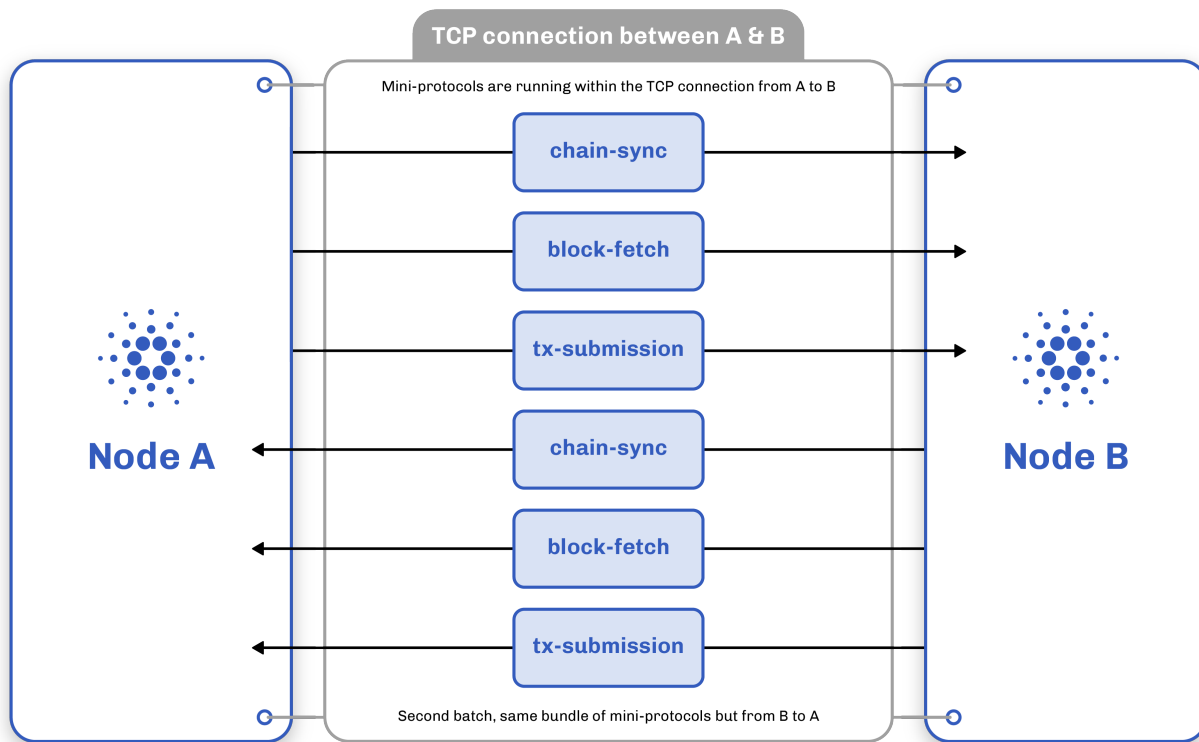 TCP connection between A & B
Mini-protocols are running within the TCP connection from A to B
chain-sync
block-fetch
tx-submission
chain-sync
Node A
Node B
block-fetch
tx-submission
Second batch, same bundle of mini-protocols but from B to A